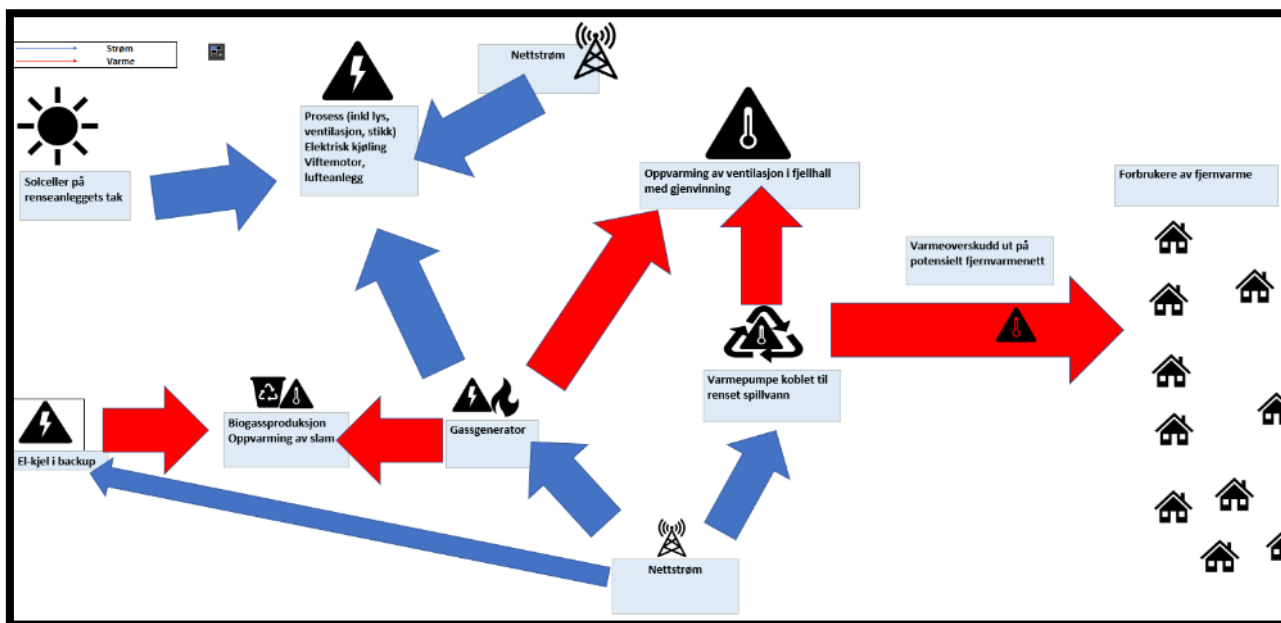 Strøm
Varme
Nettstrøm
Prosess (inkl lys,
ventilasjon, stikk)
Elektrisk kjøling
Viftemotor,
lufteanlegg
Solceller på
renseanleggets tak
Oppvarming av ventilasjon i fjellhall
med gjenvinning
Forbrukere av fjernvarme
Varmeoverskudd ut på
potensielt fjernvarmenett
Varmepumpe koblet til
renset spillvann
Biogassproduksjon
Oppvarming av slam
Gassgenerator
El-kjel i backup
Nettstrøm